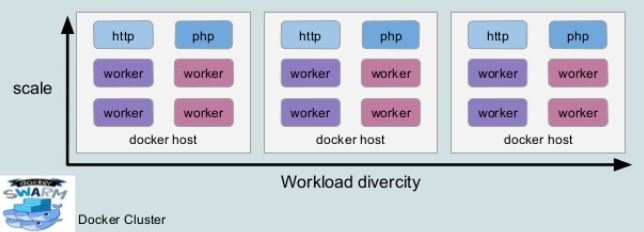 http php http php http php
worker worker worker worker worker worker
scale
worker worker worker worker worker worker
docker host docker host docker host
Workload divercity
docker
SWARM
Docker Cluster